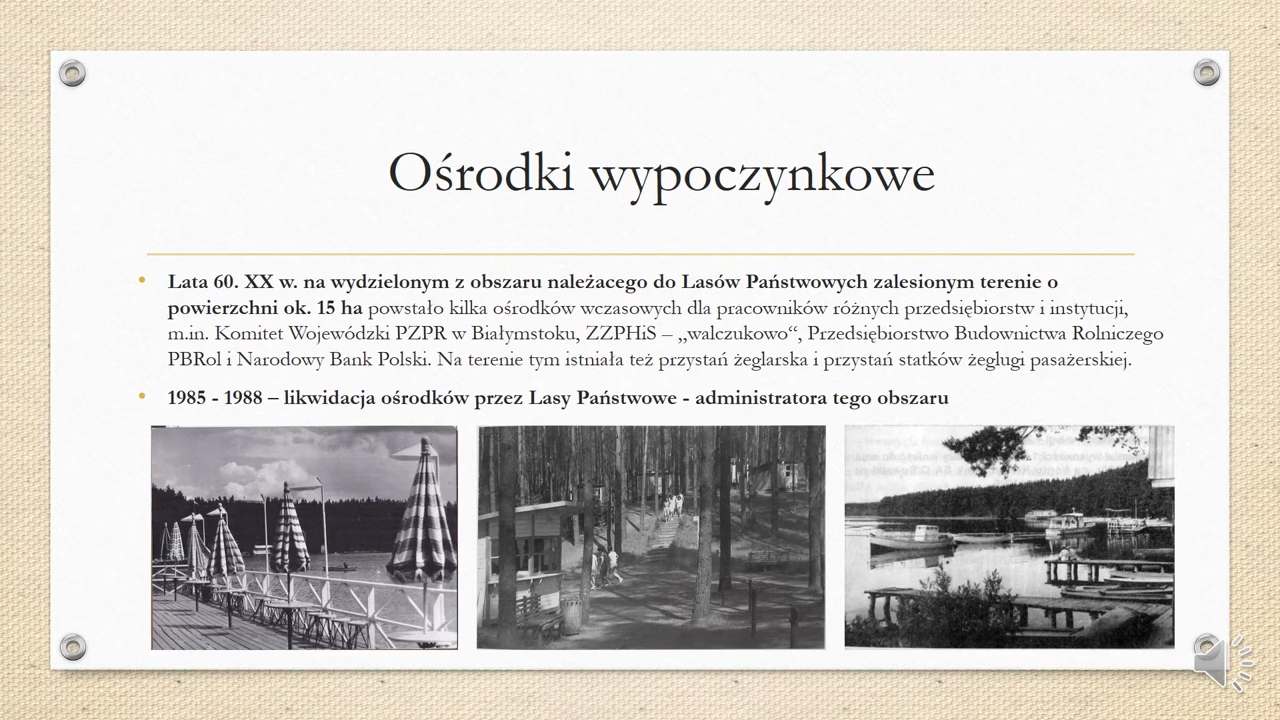 Ośrodki wypoczynkowe
• Lata 60. XX w. na wydzielonym z obszaru należacego do Lasów Państwowych zalesionym terenie o
powierzchni ok. 15 ha powstało kilka ośrodków wczasowych dla pracowników różnych przedsiębiorstw i instytucji,
m.in. Komitet Wojewódzki PZPR w Białymstoku, ZZPHiS – „walczukowo“, Przedsiębiorstwo Budownictwa Rolniczego
PBRol i Narodowy Bank Polski. Na terenie tym istniała też przystań żeglarska i przystań statków żeglugi pasażerskiej.
• 1985 - 1988 – likwidacja ośrodków przez Lasy Państwowe - administratora tego obszaru